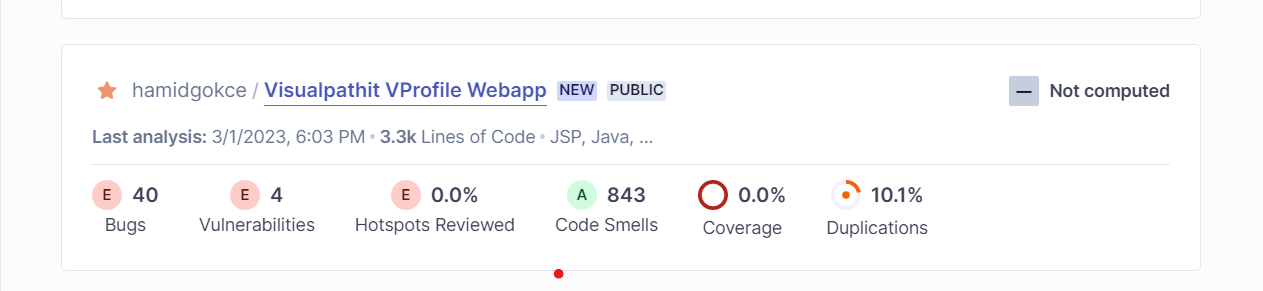 hamidgokce / Visualpathit VProfile Webapp NEW PUBLIC — Not computed
Last analysis: 3/1/2023, 6:03 PM • 3.3k Lines of Code • JSP, Java, ...
E 40 E 4 E 0.0% A 843 0.0% 10.1%
Bugs Vulnerabilities Hotspots Reviewed Code Smells Coverage Duplications